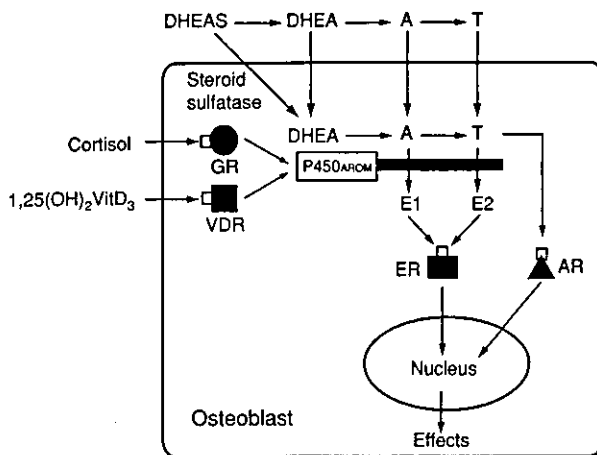 DHEAS DHEA A T
Steroid
sulfatase
DHEA A T
Cortisol
GR
P450AROM
1,25(OH)2VitD3
VDR
E1 E2
ER AR
Nucleus
Osteoblast
Effects